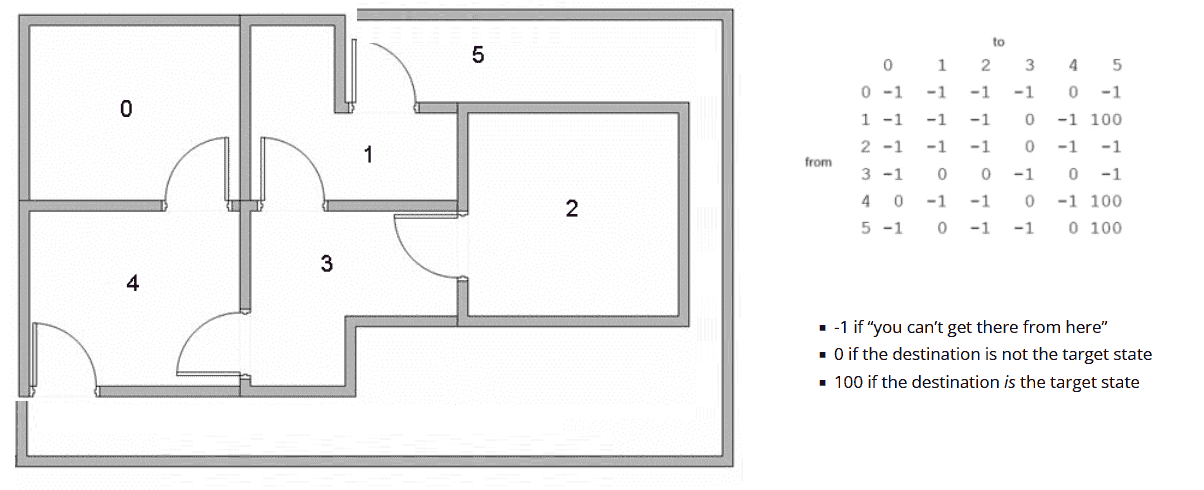 5
0
1
2
3
4
to
0 1 2 3 4 5
0 -1 -1 -1 -1 0 -1
1 -1 -1 -1 0 -1 100
2 -1 -1 -1 0 -1 -1
from
3 -1 0 0 -1 0 -1
4 0 -1 -1 0 -1 100
5 -1 0 -1 -1 0 100
▪ -1 if “you can’t get there from here”
▪ 0 if the destination is not the target state
▪ 100 if the destination is the target state